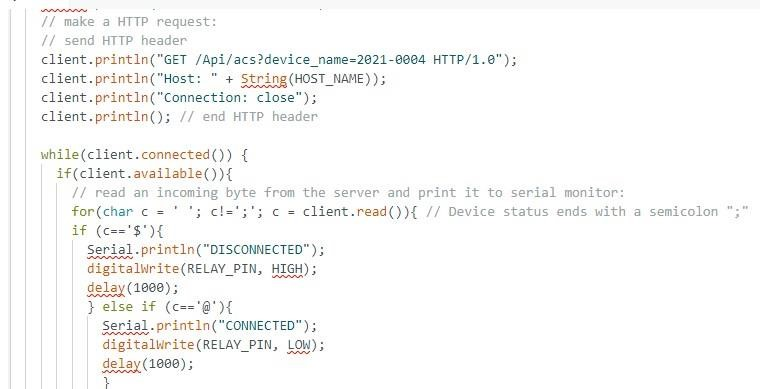 // make a HTTP request:
// send HTTP header
client.println("GET /Api/acs?device_name=2021-0004 HTTP/1.0");
client.println("Host: " + String(HOST_NAME));
client.println("Connection: close");
client.println(); // end HTTP header
while(client.connected()) {
if(client.available()){
// read an incoming byte from the server and print it to serial monitor:
for(char c = ' '; c!=';'; c = client.read()){ // Device status ends with a semicolon ";"
if (c=='$'){
Serial.println("DISCONNECTED");
digitalWrite(RELAY_PIN, HIGH);
delay(1000);
} else if (c=='@'){
Serial.println("CONNECTED");
digitalWrite(RELAY_PIN, LOW);
delay(1000);
}